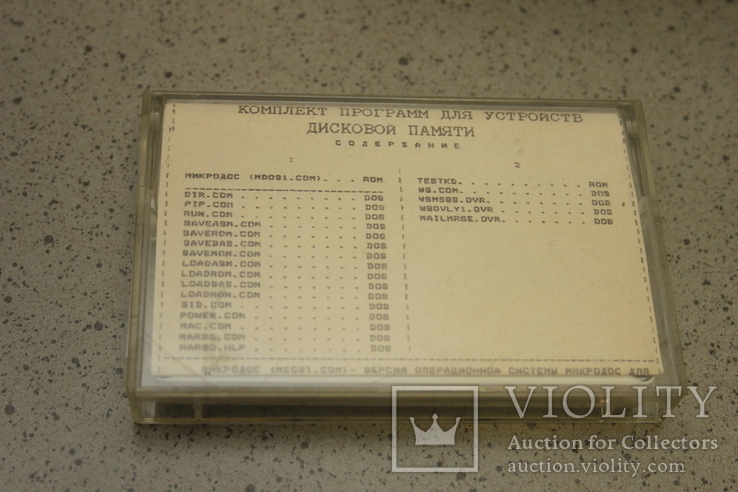 КОМПЛЕКТ ПРОГРАММ ДЛЯ УСТРОЙСТВ
ДИСКОВОЙ ПАМЯТИ
СОДЕРЖАНИЕ
1
МИКРОДОС (MDOS1.COM). . . ROM
DIR.COM . . . . . . . . . DOS
PIP.COM . . . . . . . . . DOS
RUN.COM . . . . . . . . . DOS
SAVEASM.COM . . . . . . . DOS
SAVEROM.COM . . . . . . . DOS
SAVEBAS.COM . . . . . . . DOS
SAVEMON.COM . . . . . . . DOS
LOADASM.COM . . . . . . . DOS
LOADROM.COM . . . . . . . DOS
LOADBAS.COM . . . . . . . DOS
LOADMON.COM . . . . . . . DOS
SID.COM . . . . . . . . . DOS
POWER.COM . . . . . . . . DOS
MAC.COM . . . . . . . . . DOS
. . . . . . . . DOS
. . . . . . . . DOS
2
TESTKD. . . . . . . . . . ROM
WS.COM. . . . . . . . . . DOS
WSMSGS.OVR. . . . . . . . DOS
WSOVLY1.OVR . . . . . . . DOS
MAILMRGE.OVR. . . . . . . DOS
МИКРОДОС (MDOS1.COM)- ВЕРСИЯ ОПЕРАЦИОННОЙ СИСТЕМЫ МИКРОДОС ДЛЯ
VIOLITY
Auction for Collectors
auction.violity.com